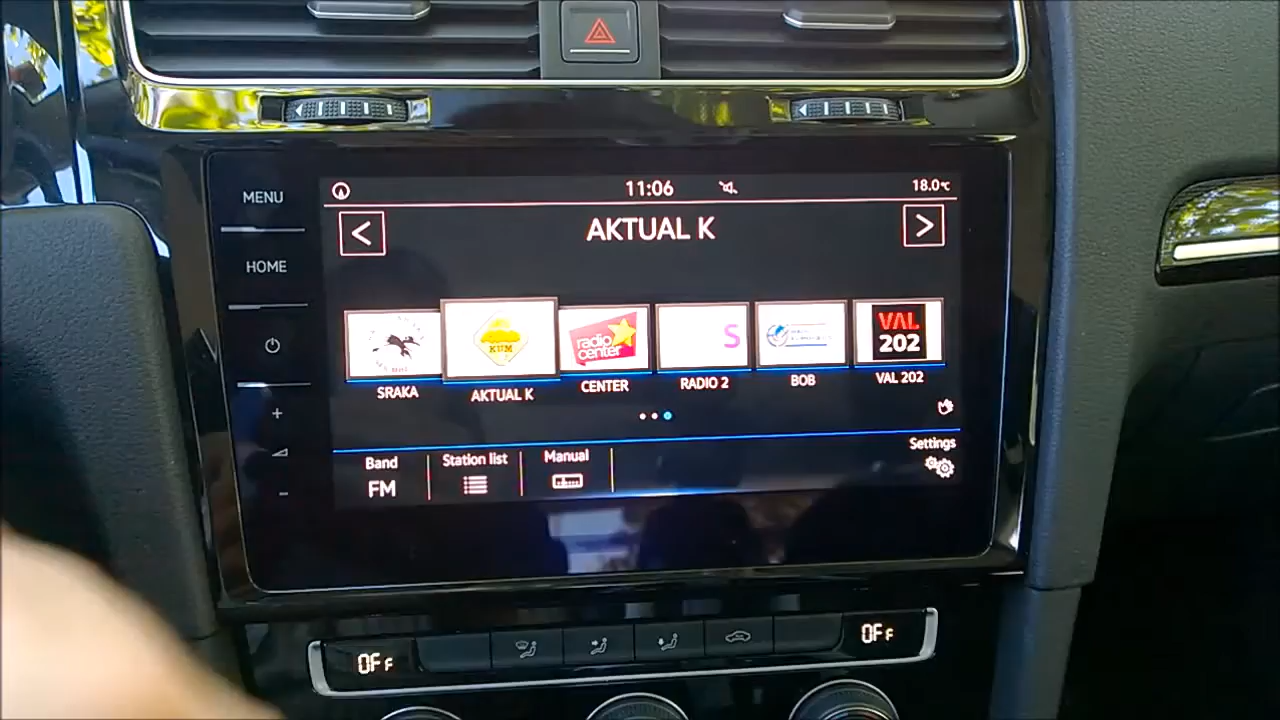 MENU
HOME
11:06
18.0°C
<
AKTUAL K
>
KUM
radio
center
S
VAL
202
SRAKA
AKTUAL K
CENTER
RADIO 2
BOB
VAL 202
Band
FM
Station list
Manual
Settings
+
-
OFF
OFF